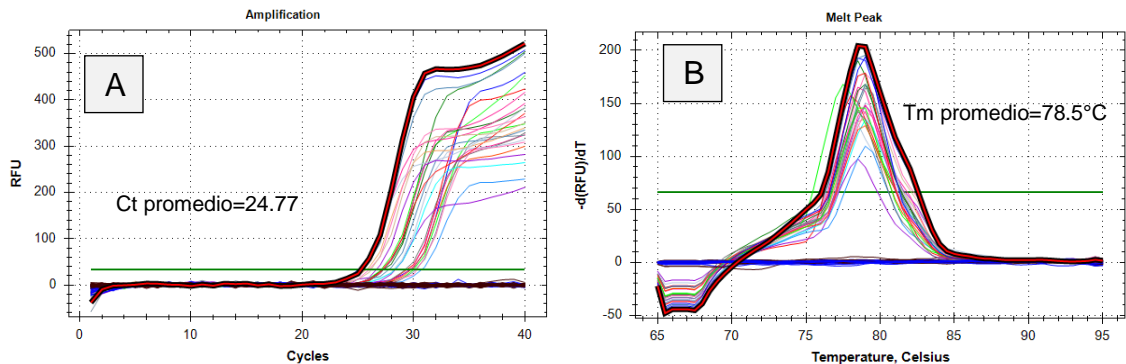 Amplification
A
500
400
300
200
100
0
RFU
Ct promedio=24.77
0
10
20
30
40
Cycles
Melt Peak
B
200
150
100
50
0
-50
-d(RFU)/dT
Tm promedio=78.5°C
65
70
75
80
85
90
95
Temperature, Celsius